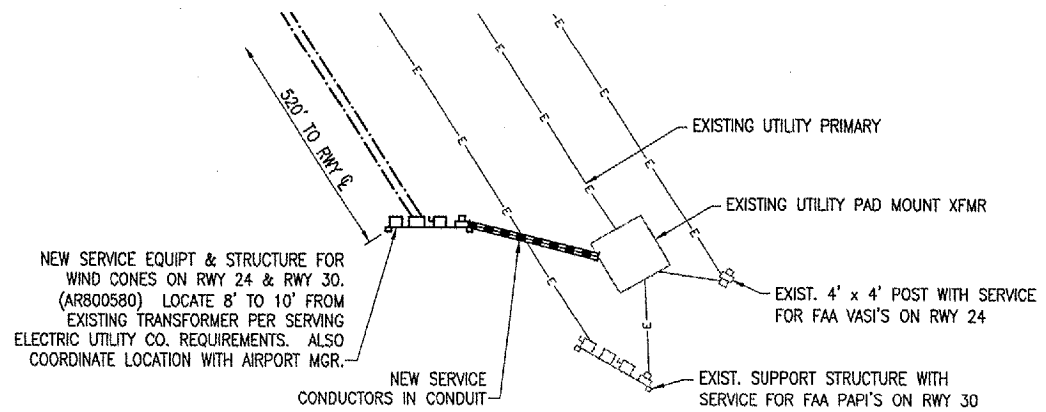 520' TO RWY ℄
EXISTING UTILITY PRIMARY
EXISTING UTILITY PAD MOUNT XFMR
NEW SERVICE EQUIPT & STRUCTURE FOR
WIND CONES ON RWY 24 & RWY 30.
(AR800580) LOCATE 8' TO 10' FROM
EXISTING TRANSFORMER PER SERVING
ELECTRIC UTILITY CO. REQUIREMENTS. ALSO
COORDINATE LOCATION WITH AIRPORT MGR.
EXIST. 4' x 4' POST WITH SERVICE
FOR FAA VASI'S ON RWY 24
NEW SERVICE
CONDUCTORS IN CONDUIT
EXIST. SUPPORT STRUCTURE WITH
SERVICE FOR FAA PAPI'S ON RWY 30
E
E
E
E
E
E
E
E
E
E